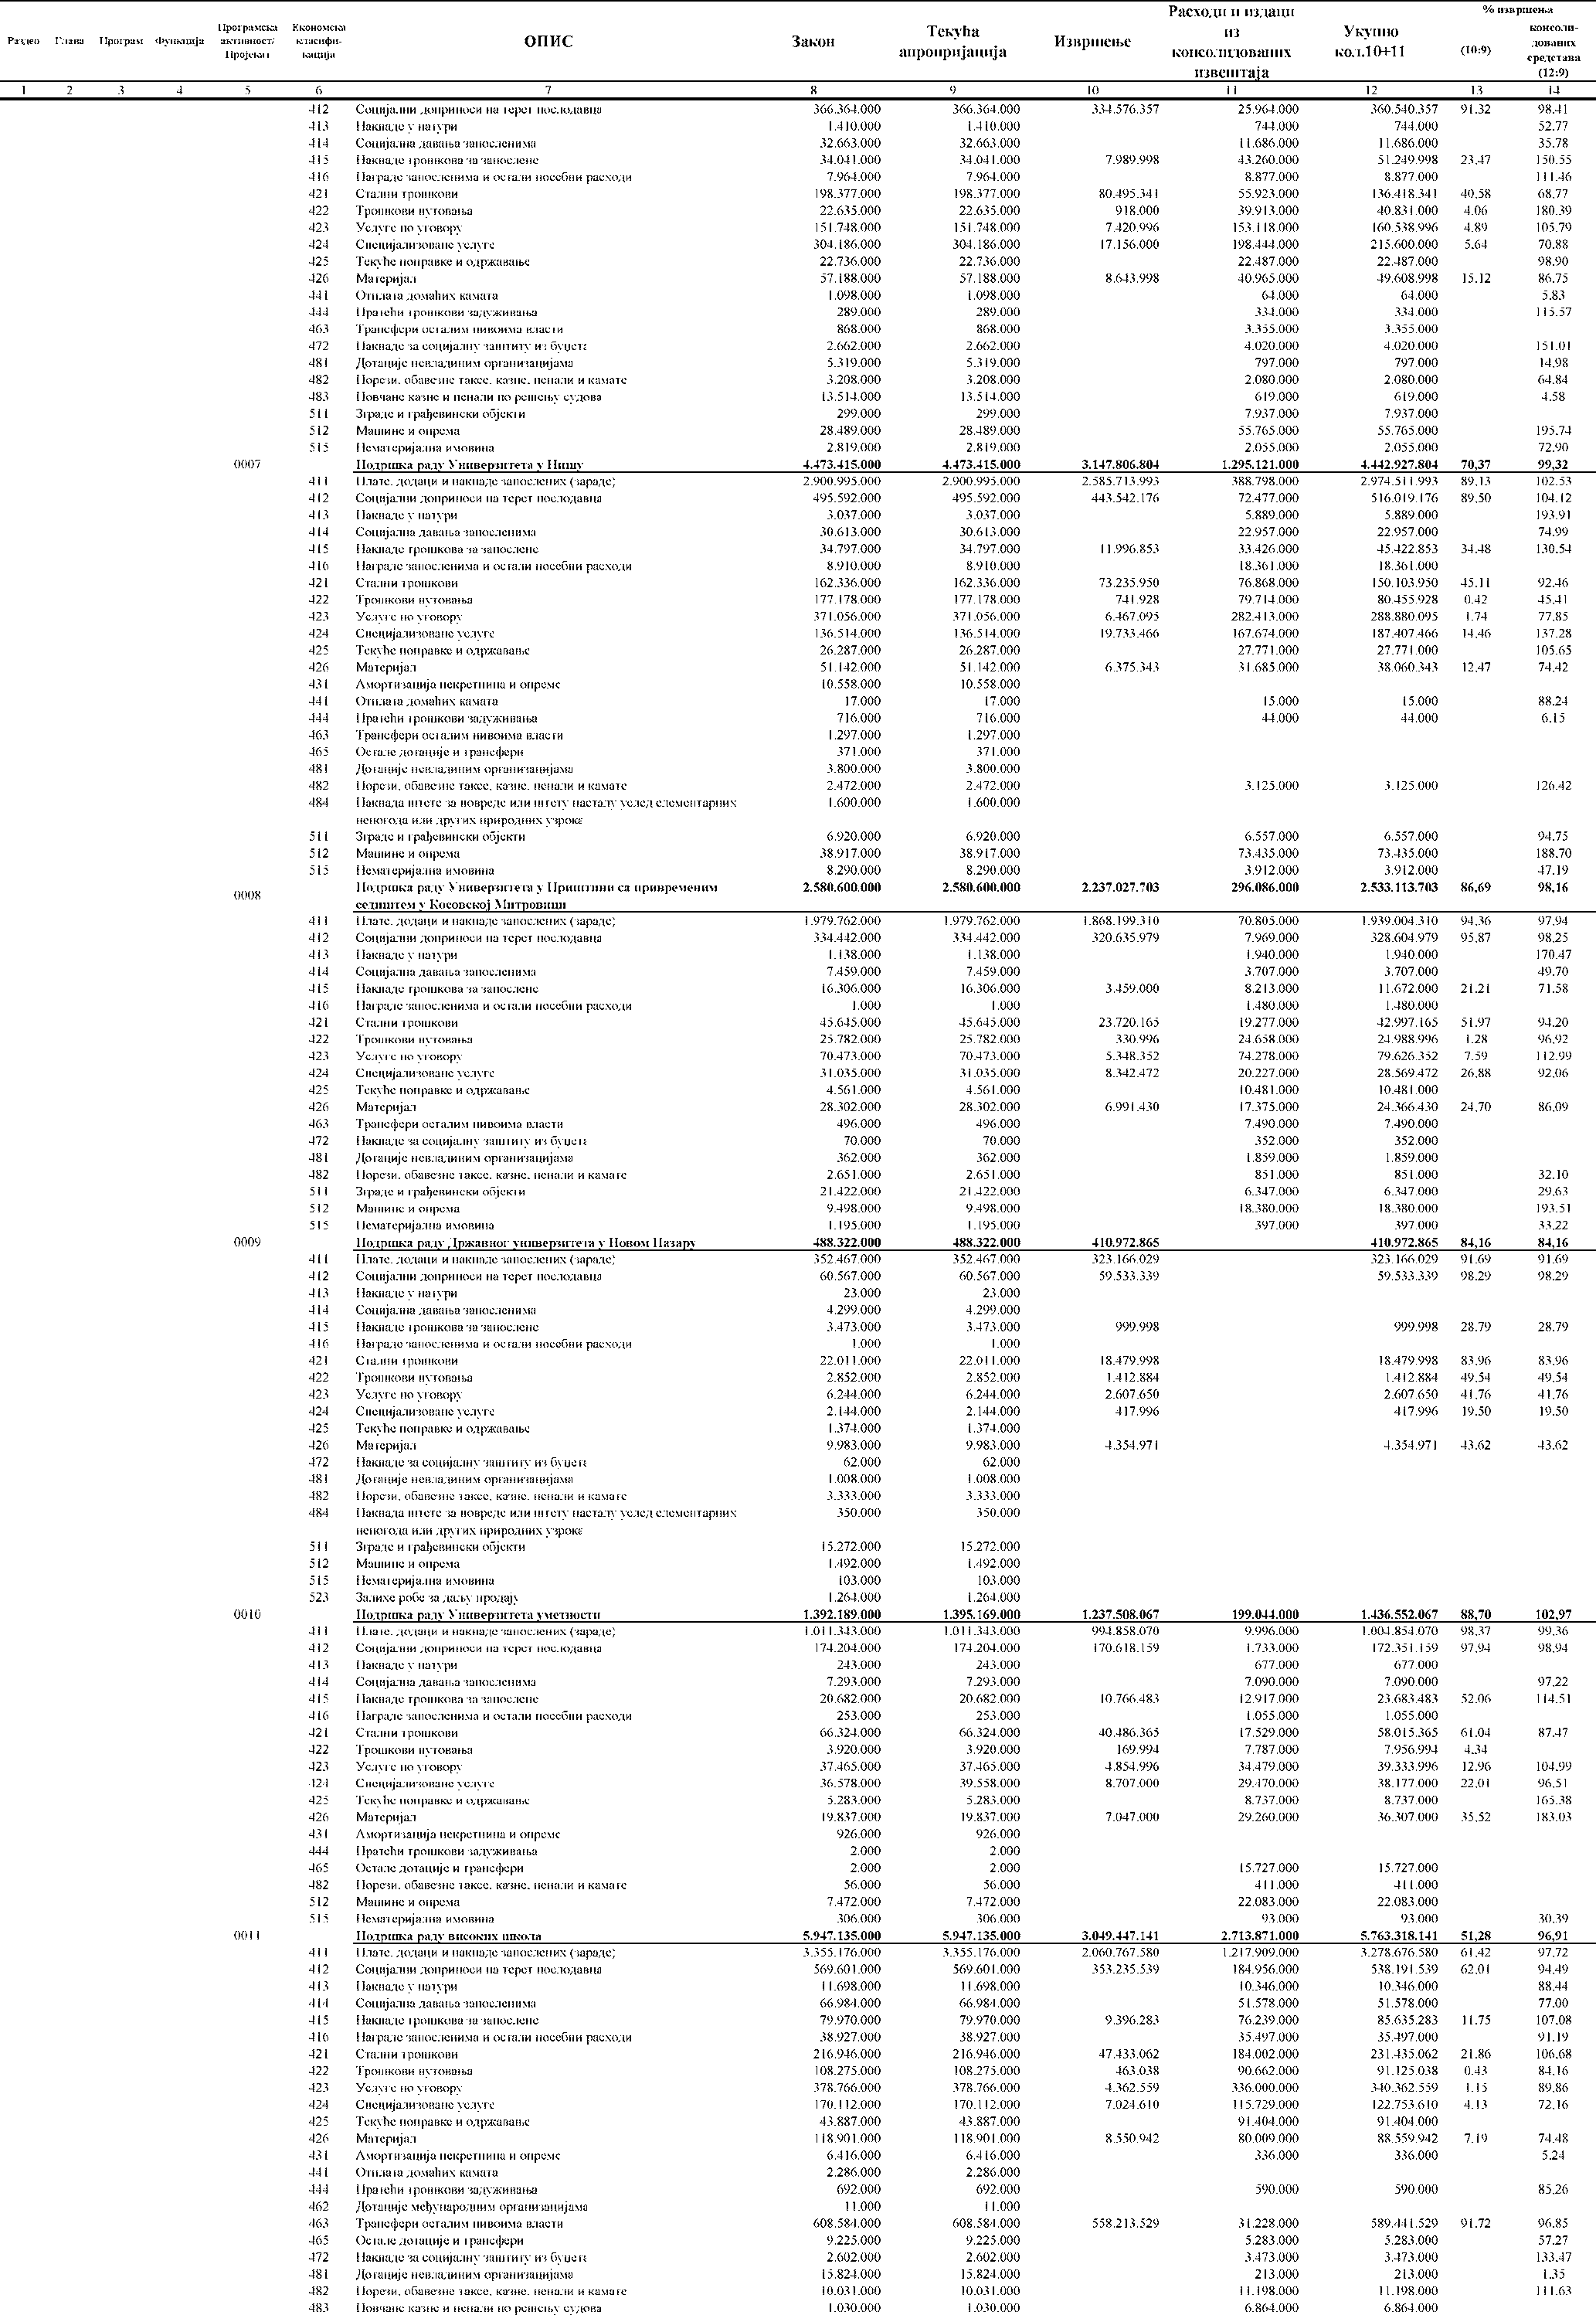 Раздео Глава Програм Функција Програмска активност/ Пројекат Економска класифи-кација ОПИС Закон Текућа апропријација Извршење Расходи и издаци из консолидованих извештаја Укупно кол.10+11 % извршења (10:9) консоли-дованих средстава (12:9)
1 2 3 4 5 6 7 8 9 10 11 12 13 14
412 Социјални доприноси на терет послодавца 366.364.000 366.364.000 334.576.357 25.964.000 360.540.357 91,32 98,41
413 Накнаде у натури 1.410.000 1.410.000 744.000 744.000 52,77
414 Социјална давања запосленима 32.663.000 32.663.000 11.686.000 11.686.000 35,78
415 Накнаде трошкова за запослене 34.041.000 34.041.000 7.989.998 43.260.000 51.249.998 23,47 150,55
416 Награде запосленима и остали посебни расходи 7.964.000 7.964.000 8.877.000 8.877.000 111,46
421 Стални трошкови 198.377.000 198.377.000 80.495.341 55.923.000 136.418.341 40,58 68,77
422 Трошкови путовања 22.635.000 22.635.000 918.000 39.913.000 40.831.000 4,06 180,39
423 Услуге по уговору 151.748.000 151.748.000 7.420.996 153.118.000 160.538.996 4,89 105,79
424 Специјализоване услуге 304.186.000 304.186.000 17.156.000 198.444.000 215.600.000 5,64 70,88
425 Текуће поправке и одржавање 22.736.000 22.736.000 22.487.000 22.487.000 98,90
426 Материјал 57.188.000 57.188.000 8.643.998 40.965.000 49.608.998 15,12 86,75
441 Отплата домаћих камата 1.098.000 1.098.000 64.000 64.000 5,83
444 Пратећи трошкови задуживања 289.000 289.000 334.000 334.000 115,57
463 Трансфери осталим нивоима власти 868.000 868.000 3.355.000 3.355.000
472 Накнаде за социјалну заштиту из буџета 2.662.000 2.662.000 4.020.000 4.020.000 151,01
481 Дотације невладиним организацијама 5.319.000 5.319.000 797.000 797.000 14,98
482 Порези, обавезне таксе, казне, пенали и камате 3.208.000 3.208.000 2.080.000 2.080.000 64,84
483 Новчане казне и пенали по решењу судова 13.514.000 13.514.000 619.000 619.000 4,58
511 Зграде и грађевински објекти 299.000 299.000 7.937.000 7.937.000
512 Машине и опрема 28.489.000 28.489.000 55.765.000 55.765.000 195,74
515 Нематеријална имовина 2.819.000 2.819.000 2.055.000 2.055.000 72,90
0007 Подршка раду Универзитета у Нишу 4.473.415.000 4.473.415.000 3.147.806.804 1.295.121.000 4.442.927.804 70,37 99,32
411 Плате, додаци и накнаде запослених (зараде) 2.900.995.000 2.900.995.000 2.585.713.993 388.798.000 2.974.511.993 89,13 102,53
412 Социјални доприноси на терет послодавца 495.592.000 495.592.000 443.542.176 72.477.000 516.019.176 89,50 104,12
413 Накнаде у натури 3.037.000 3.037.000 5.889.000 5.889.000 193,91
414 Социјална давања запосленима 30.613.000 30.613.000 22.957.000 22.957.000 74,99
415 Накнаде трошкова за запослене 34.797.000 34.797.000 11.996.853 33.426.000 45.422.853 34,48 130,54
416 Награде запосленима и остали посебни расходи 8.910.000 8.910.000 18.361.000 18.361.000
421 Стални трошкови 162.336.000 162.336.000 73.235.950 76.868.000 150.103.950 45,11 92,46
422 Трошкови путовања 177.178.000 177.178.000 741.928 79.714.000 80.455.928 0,42 45,41
423 Услуге по уговору 371.056.000 371.056.000 6.467.095 282.413.000 288.880.095 1,74 77,85
424 Специјализоване услуге 136.514.000 136.514.000 19.733.466 167.674.000 187.407.466 14,46 137,28
425 Текуће поправке и одржавање 26.287.000 26.287.000 27.771.000 27.771.000 105,65
426 Материјал 51.142.000 51.142.000 6.375.343 31.685.000 38.060.343 12,47 74,42
431 Амортизација некретнина и опреме 10.558.000 10.558.000
441 Отплата домаћих камата 17.000 17.000 15.000 15.000 88,24
444 Пратећи трошкови задуживања 716.000 716.000 44.000 44.000 6,15
463 Трансфери осталим нивоима власти 1.297.000 1.297.000
465 Остале дотације и трансфери 371.000 371.000
481 Дотације невладиним организацијама 3.800.000 3.800.000
482 Порези, обавезне таксе, казне, пенали и камате 2.472.000 2.472.000 3.125.000 3.125.000 126,42
484 Накнада штете за повреде или штету насталу услед елементарних 1.600.000 1.600.000
непогода или других природних узрока
511 Зграде и грађевински објекти 6.920.000 6.920.000 6.557.000 6.557.000 94,75
512 Машине и опрема 38.917.000 38.917.000 73.435.000 73.435.000 188,70
515 Нематеријална имовина 8.290.000 8.290.000 3.912.000 3.912.000 47,19
0008 Подршка раду Универзитета у Приштини са привременим 2.580.600.000 2.580.600.000 2.237.027.703 296.086.000 2.533.113.703 86,69 98,16
седиштем у Косовској Митровици
411 Плате, додаци и накнаде запослених (зараде) 1.979.762.000 1.979.762.000 1.868.199.310 70.805.000 1.939.004.310 94,36 97,94
412 Социјални доприноси на терет послодавца 334.442.000 334.442.000 320.635.979 7.969.000 328.604.979 95,87 98,25
413 Накнаде у натури 1.138.000 1.138.000 1.940.000 1.940.000 170,47
414 Социјална давања запосленима 7.459.000 7.459.000 3.707.000 3.707.000 49,70
415 Накнаде трошкова за запослене 16.306.000 16.306.000 3.459.000 8.213.000 11.672.000 21,21 71,58
416 Награде запосленима и остали посебни расходи 1.000 1.000 1.480.000 1.480.000
421 Стални трошкови 45.645.000 45.645.000 23.720.165 19.277.000 42.997.165 51,97 94,20
422 Трошкови путовања 25.782.000 25.782.000 330.996 24.658.000 24.988.996 1,28 96,92
423 Услуге по уговору 70.473.000 70.473.000 5.348.352 74.278.000 79.626.352 7,59 112,99
424 Специјализоване услуге 31.035.000 31.035.000 8.342.472 20.227.000 28.569.472 26,88 92,06
425 Текуће поправке и одржавање 4.561.000 4.561.000 10.481.000 10.481.000
426 Материјал 28.302.000 28.302.000 6.991.430 17.375.000 24.366.430 24,70 86,09
463 Трансфери осталим нивоима власти 496.000 496.000 7.490.000 7.490.000
472 Накнаде за социјалну заштиту из буџета 70.000 70.000 352.000 352.000
481 Дотације невладиним организацијама 362.000 362.000 1.859.000 1.859.000
482 Порези, обавезне таксе, казне, пенали и камате 2.651.000 2.651.000 851.000 851.000 32,10
511 Зграде и грађевински објекти 21.422.000 21.422.000 6.347.000 6.347.000 29,63
512 Машине и опрема 9.498.000 9.498.000 18.380.000 18.380.000 193,51
515 Нематеријална имовина 1.195.000 1.195.000 397.000 397.000 33,22
0009 Подршка раду Државног универзитета у Новом Пазару 488.322.000 488.322.000 410.972.865 410.972.865 84,16 84,16
411 Плате, додаци и накнаде запослених (зараде) 352.467.000 352.467.000 323.166.029 323.166.029 91,69 91,69
412 Социјални доприноси на терет послодавца 60.567.000 60.567.000 59.533.339 59.533.339 98,29 98,29
413 Накнаде у натури 23.000 23.000
414 Социјална давања запосленима 4.299.000 4.299.000
415 Накнаде трошкова за запослене 3.473.000 3.473.000 999.998 999.998 28,79 28,79
416 Награде запосленима и остали посебни расходи 1.000 1.000
421 Стални трошкови 22.011.000 22.011.000 18.479.998 18.479.998 83,96 83,96
422 Трошкови путовања 2.852.000 2.852.000 1.412.884 1.412.884 49,54 49,54
423 Услуге по уговору 6.244.000 6.244.000 2.607.650 2.607.650 41,76 41,76
424 Специјализоване услуге 2.144.000 2.144.000 417.996 417.996 19,50 19,50
425 Текуће поправке и одржавање 1.374.000 1.374.000
426 Материјал 9.983.000 9.983.000 4.354.971 4.354.971 43,62 43,62
472 Накнаде за социјалну заштиту из буџета 62.000 62.000
481 Дотације невладиним организацијама 1.008.000 1.008.000
482 Порези, обавезне таксе, казне, пенали и камате 3.333.000 3.333.000
484 Накнада штете за повреде или штету насталу услед елементарних 350.000 350.000
непогода или других природних узрока
511 Зграде и грађевински објекти 15.272.000 15.272.000
512 Машине и опрема 1.492.000 1.492.000
515 Нематеријална имовина 103.000 103.000
523 Залихе робе за даљу продају 1.264.000 1.264.000
0010 Подршка раду Универзитета уметности 1.392.189.000 1.395.169.000 1.237.508.067 199.044.000 1.436.552.067 88,70 102,97
411 Плате, додаци и накнаде запослених (зараде) 1.011.343.000 1.011.343.000 994.858.070 9.996.000 1.004.854.070 98,37 99,36
412 Социјални доприноси на терет послодавца 174.204.000 174.204.000 170.618.159 1.733.000 172.351.159 97,94 98,94
413 Накнаде у натури 243.000 243.000 677.000 677.000
414 Социјална давања запосленима 7.293.000 7.293.000 7.090.000 7.090.000 97,22
415 Накнаде трошкова за запослене 20.682.000 20.682.000 10.766.483 12.917.000 23.683.483 52,06 114,51
416 Награде запосленима и остали посебни расходи 253.000 253.000 1.055.000 1.055.000
421 Стални трошкови 66.324.000 66.324.000 40.486.365 17.529.000 58.015.365 61,04 87,47
422 Трошкови путовања 3.920.000 3.920.000 169.994 7.787.000 7.956.994 4,34
423 Услуге по уговору 37.465.000 37.465.000 4.854.996 34.479.000 39.333.996 12,96 104,99
424 Специјализоване услуге 36.578.000 39.558.000 8.707.000 29.470.000 38.177.000 22,01 96,51
425 Текуће поправке и одржавање 5.283.000 5.283.000 8.737.000 8.737.000 165,38
426 Материјал 19.837.000 19.837.000 7.047.000 29.260.000 36.307.000 35,52 183,03
431 Амортизација некретнина и опреме 926.000 926.000
444 Пратећи трошкови задуживања 2.000 2.000
465 Остале дотације и трансфери 2.000 2.000 15.727.000 15.727.000
482 Порези, обавезне таксе, казне, пенали и камате 56.000 56.000 411.000 411.000
512 Машине и опрема 7.472.000 7.472.000 22.083.000 22.083.000
515 Нематеријална имовина 306.000 306.000 93.000 93.000 30,39
0011 Подршка раду високих школа 5.947.135.000 5.947.135.000 3.049.447.141 2.713.871.000 5.763.318.141 51,28 96,91
411 Плате, додаци и накнаде запослених (зараде) 3.355.176.000 3.355.176.000 2.060.767.580 1.217.909.000 3.278.676.580 61,42 97,72
412 Социјални доприноси на терет послодавца 569.601.000 569.601.000 353.235.539 184.956.000 538.191.539 62,01 94,49
413 Накнаде у натури 11.698.000 11.698.000 10.346.000 10.346.000 88,44
414 Социјална давања запосленима 66.984.000 66.984.000 51.578.000 51.578.000 77,00
415 Накнаде трошкова за запослене 79.970.000 79.970.000 9.396.283 76.239.000 85.635.283 11,75 107,08
416 Награде запосленима и остали посебни расходи 38.927.000 38.927.000 35.497.000 35.497.000 91,19
421 Стални трошкови 216.946.000 216.946.000 47.433.062 184.002.000 231.435.062 21,86 106,68
422 Трошкови путовања 108.275.000 108.275.000 463.038 90.662.000 91.125.038 0,43 84,16
423 Услуге по уговору 378.766.000 378.766.000 4.362.559 336.000.000 340.362.559 1,15 89,86
424 Специјализоване услуге 170.112.000 170.112.000 7.024.610 115.729.000 122.753.610 4,13 72,16
425 Текуће поправке и одржавање 43.887.000 43.887.000 91.404.000 91.404.000
426 Материјал 118.901.000 118.901.000 8.550.942 80.009.000 88.559.942 7,19 74,48
431 Амортизација некретнина и опреме 6.416.000 6.416.000 336.000 336.000 5,24
441 Отплата домаћих камата 2.286.000 2.286.000
444 Пратећи трошкови задуживања 692.000 692.000 590.000 590.000 85,26
462 Дотације међународним организацијама 11.000 11.000
463 Трансфери осталим нивоима власти 608.584.000 608.584.000 558.213.529 31.228.000 589.441.529 91,72 96,85
465 Остале дотације и трансфери 9.225.000 9.225.000 5.283.000 5.283.000 57,27
472 Накнаде за социјалну заштиту из буџета 2.602.000 2.602.000 3.473.000 3.473.000 133,47
481 Дотације невладиним организацијама 15.824.000 15.824.000 213.000 213.000 1,35
482 Порези, обавезне таксе, казне, пенали и камате 10.031.000 10.031.000 11.198.000 11.198.000 111,63
483 Новчане казне и пенали по решењу судова 1.030.000 1.030.000 6.864.000 6.864.000